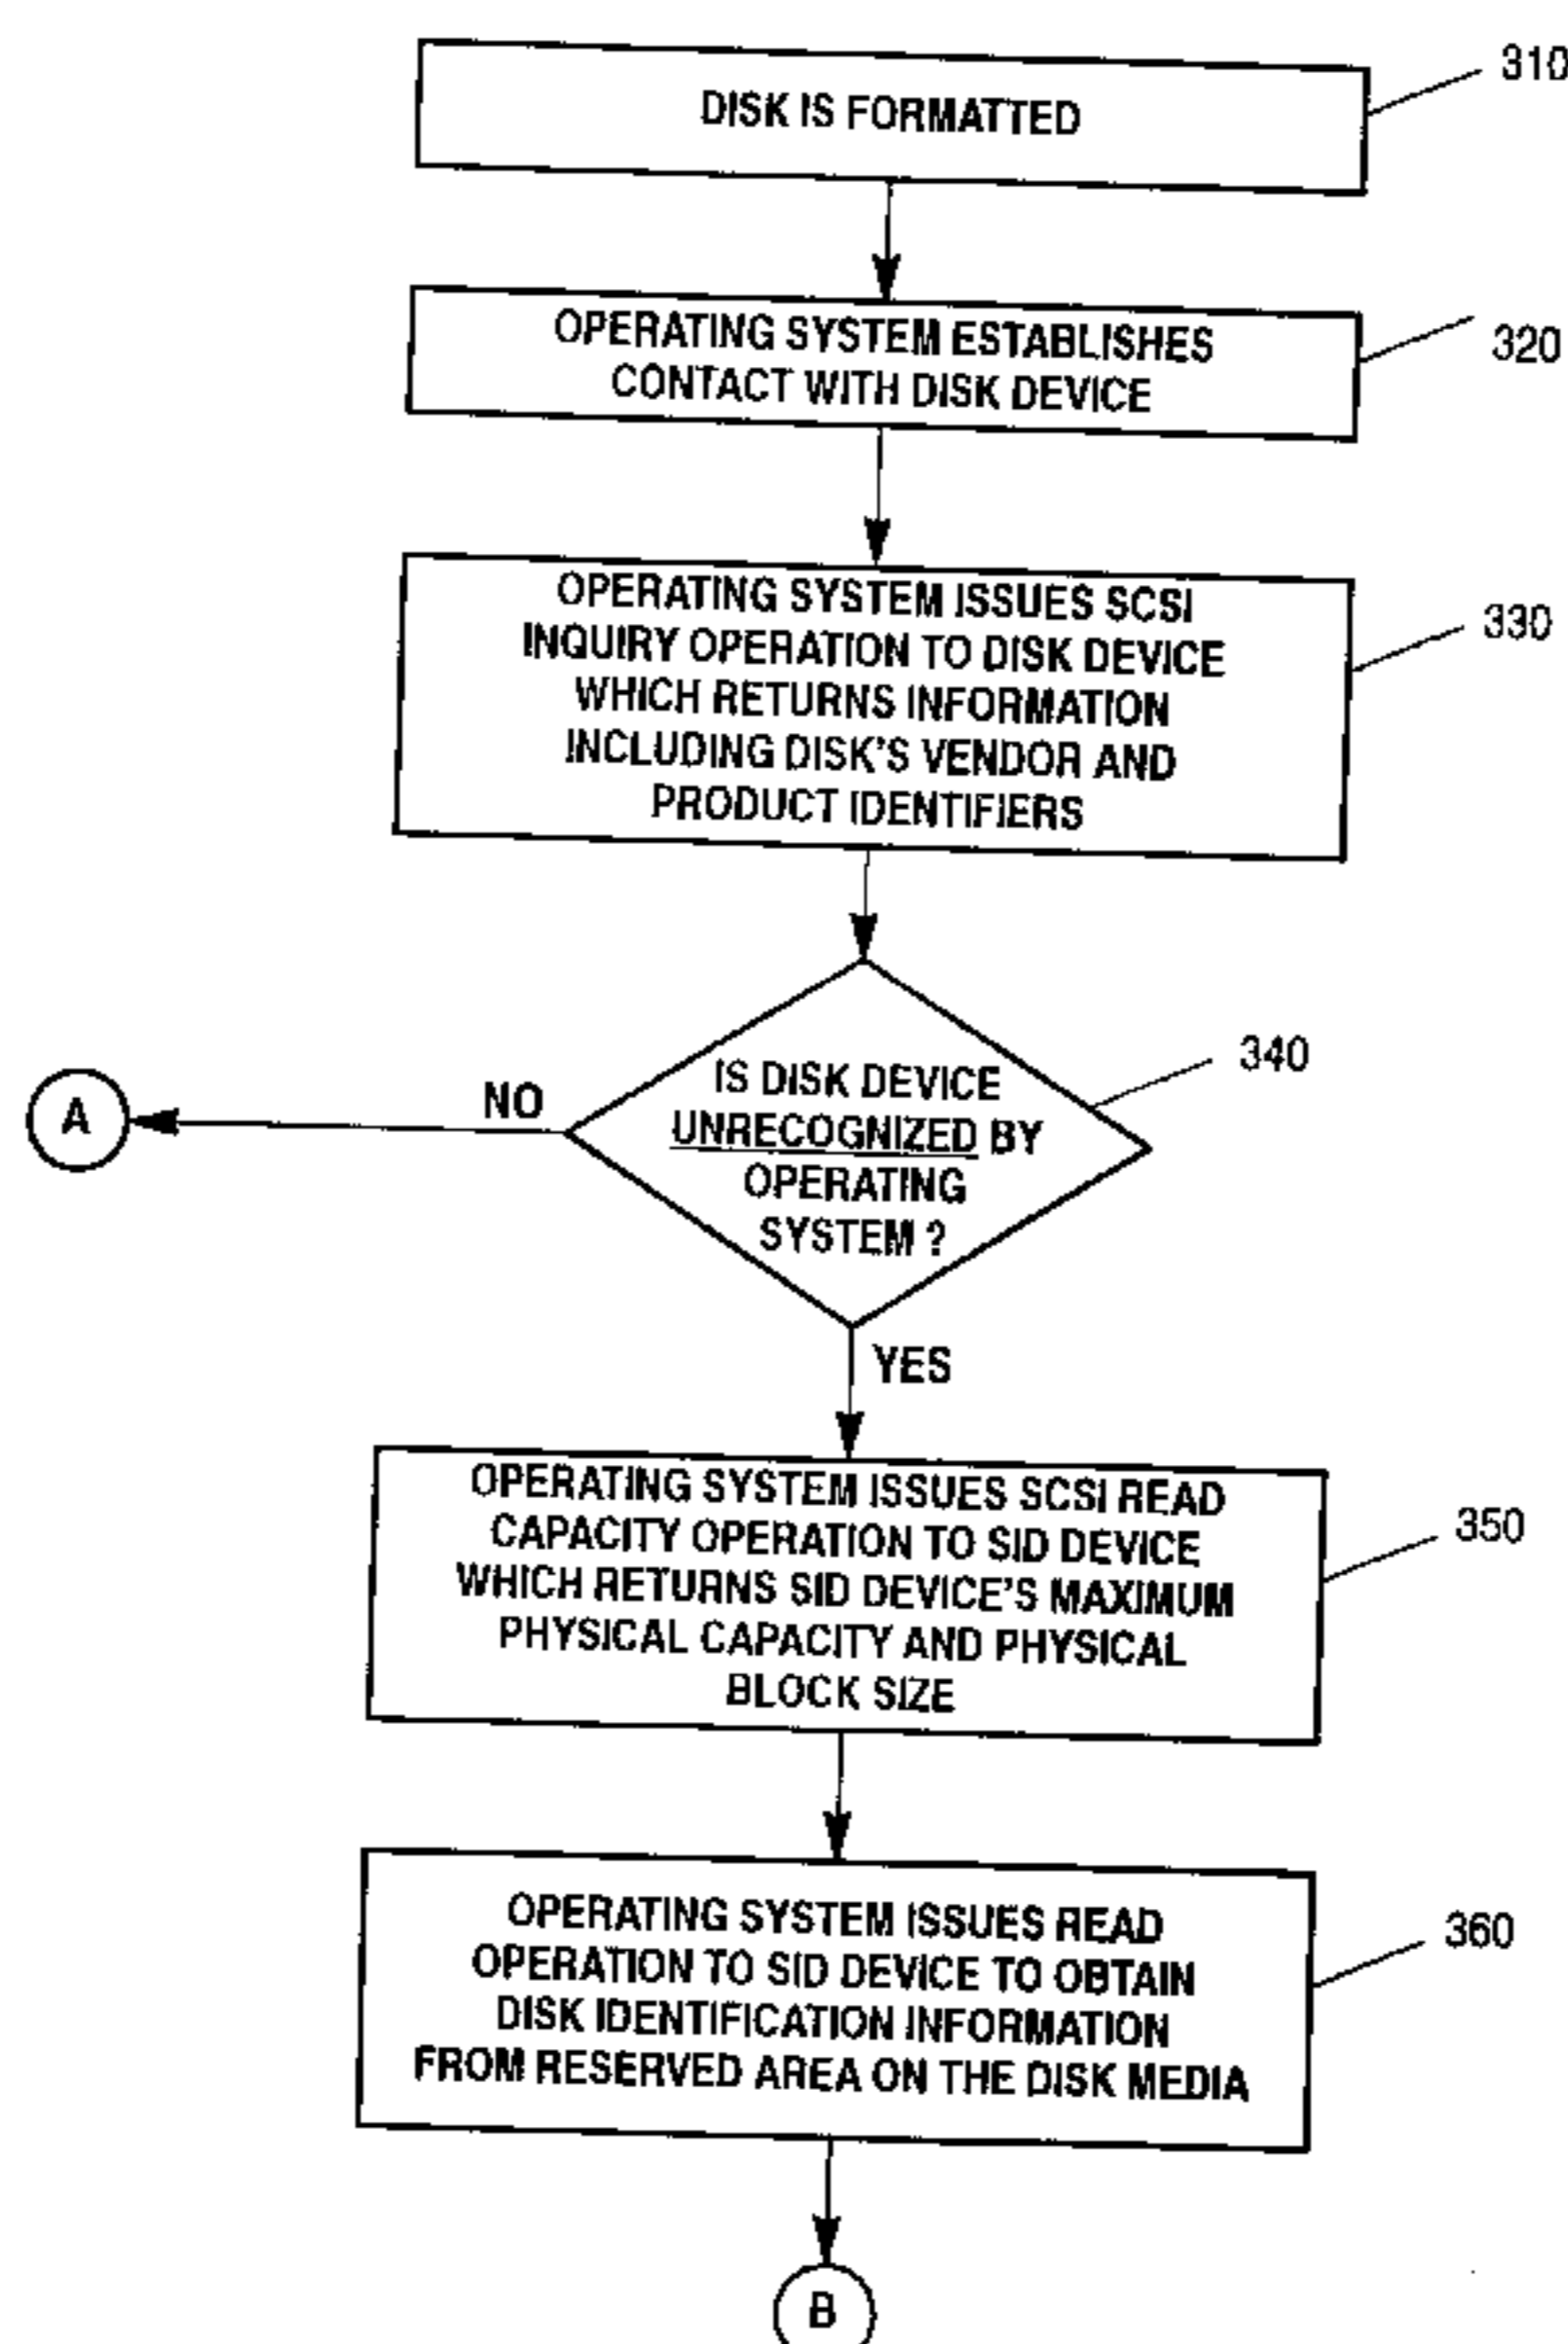 DISK IS FORMATTED
310
OPERATING SYSTEM ESTABLISHES
CONTACT WITH DISK DEVICE
320
OPERATING SYSTEM ISSUES SCSI
INQUIRY OPERATION TO DISK DEVICE
WHICH RETURNS INFORMATION
INCLUDING DISK'S VENDOR AND
PRODUCT IDENTIFIERS
330
IS DISK DEVICE
UNRECOGNIZED BY
OPERATING
SYSTEM ?
340
NO
A
YES
OPERATING SYSTEM ISSUES SCSI READ
CAPACITY OPERATION TO SID DEVICE
WHICH RETURNS SID DEVICE'S MAXIMUM
PHYSICAL CAPACITY AND PHYSICAL
BLOCK SIZE
350
OPERATING SYSTEM ISSUES READ
OPERATION TO SID DEVICE TO OBTAIN
DISK IDENTIFICATION INFORMATION
FROM RESERVED AREA ON THE DISK MEDIA
360
B